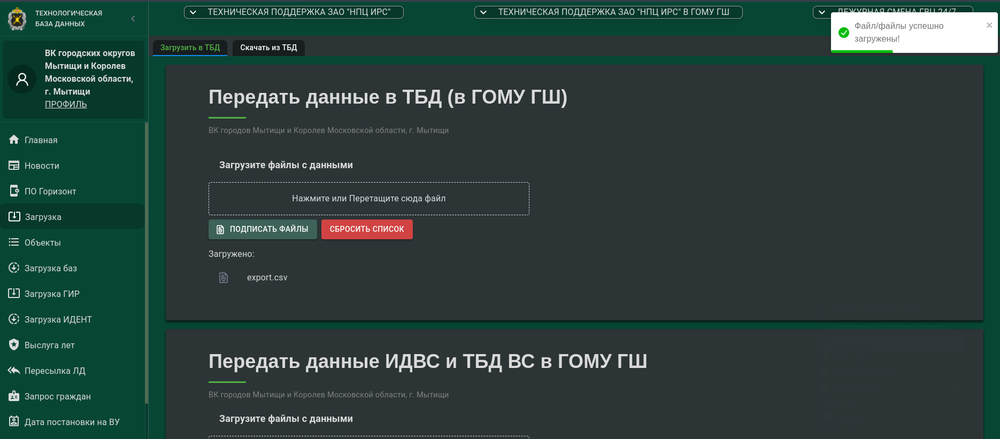 ТЕХНОЛОГИЧЕСКАЯ
БАЗА ДАННЫХ
ВК городских округов
Мытищи и Королев
Московской области,
г. Мытищи
ПРОФИЛЬ
Главная
Новости
ПО Горизонт
Загрузка
Объекты
Загрузка баз
Загрузка ГИР
Загрузка ИДЕНТ
Выслуга лет
Пересылка ЛД
Запрос граждан
Дата постановки на ВУ
ТЕХНИЧЕСКАЯ ПОДДЕРЖКА ЗАО "НПЦ ИРС"
ТЕХНИЧЕСКАЯ ПОДДЕРЖКА ЗАО "НПЦ ИРС" В ГОМУ ГШ
ДЕЖУРНАЯ СМЕНА ГВЦ 24/7
Файл/файлы успешно
загружены!
Загрузить в ТБД
Скачать из ТБД
Передать данные в ТБД (в ГОМУ ГШ)
ВК городов Мытищи и Королев Московской области, г. Мытищи
Загрузите файлы с данными
Нажмите или Перетащите сюда файл
ПОДПИСАТЬ ФАЙЛЫ
СБРОСИТЬ СПИСОК
Загружено:
export.csv
Передать данные ИДВС и ТБД ВС в ГОМУ ГШ
ВК городов Мытищи и Королев Московской области, г. Мытищи
Загрузите файлы с данными